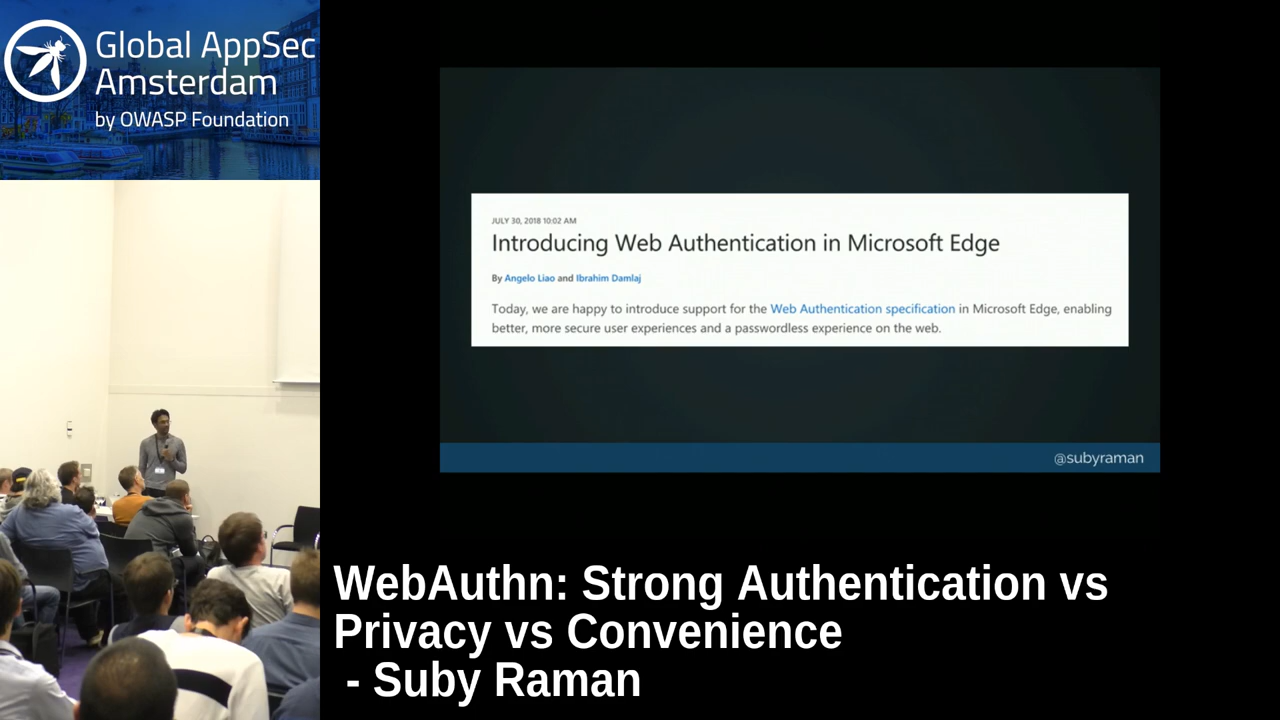 Global AppSec
Amsterdam
by OWASP Foundation
JULY 30, 2018 10:02 AM
Introducing Web Authentication in Microsoft Edge
By Angelo Liao and Ibrahim Damlaj
Today, we are happy to introduce support for the Web Authentication specification in Microsoft Edge, enabling
better, more secure user experiences and a passwordless experience on the web.
@subyraman
WebAuthn: Strong Authentication vs
Privacy vs Convenience
- Suby Raman